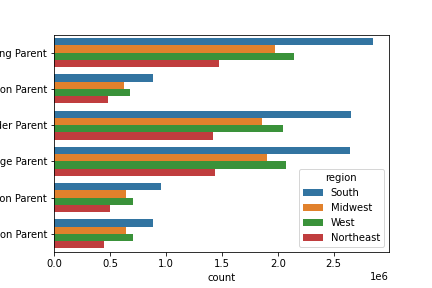 ng Parent
on Parent
der Parent
ge Parent
on Parent
on Parent
region
South
Midwest
West
Northeast
0.0 0.5 1.0 1.5 2.0 2.5
1e6
count